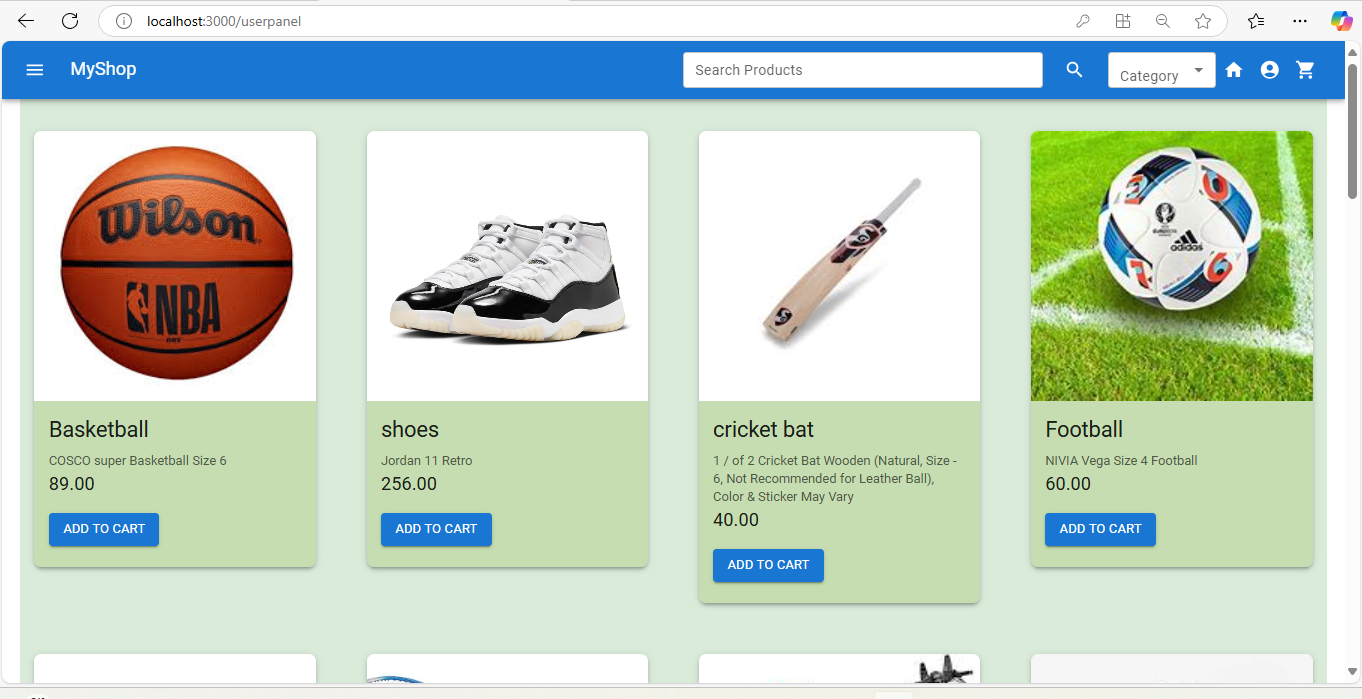 localhost:3000/userpanel
MyShop
Search Products
Category
Wilson
NBA
adidas
Basketball
COSCO super Basketball Size 6
89.00
ADD TO CART
shoes
Jordan 11 Retro
256.00
ADD TO CART
cricket bat
1 / of 2 Cricket Bat Wooden (Natural, Size -
6, Not Recommended for Leather Ball),
Color & Sticker May Vary
40.00
ADD TO CART
Football
NIVIA Vega Size 4 Football
60.00
ADD TO CART